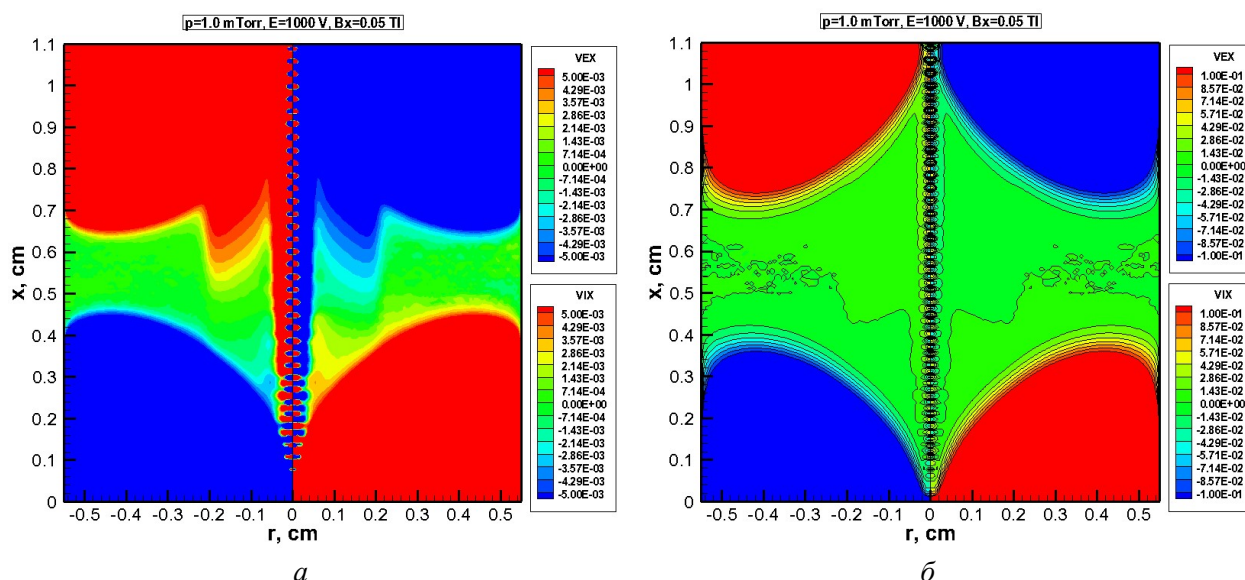 p=1.0 mTorr, E=1000 V, Bx=0.05 Tl
x, cm
1.1
1
0.9
0.8
0.7
0.6
0.5
0.4
0.3
0.2
0.1
0
-0.5 -0.4 -0.3 -0.2 -0.1 0 0.1 0.2 0.3 0.4 0.5
r, cm
VEX
5.00E-03
4.29E-03
3.57E-03
2.86E-03
2.14E-03
1.43E-03
7.14E-04
0.00E+00
-7.14E-04
-1.43E-03
-2.14E-03
-2.86E-03
-3.57E-03
-4.29E-03
-5.00E-03
VIX
5.00E-03
4.29E-03
3.57E-03
2.86E-03
2.14E-03
1.43E-03
7.14E-04
0.00E+00
-7.14E-04
-1.43E-03
-2.14E-03
-2.86E-03
-3.57E-03
-4.29E-03
-5.00E-03
а
p=1.0 mTorr, E=1000 V, Bx=0.05 Tl
x, cm
1.1
1
0.9
0.8
0.7
0.6
0.5
0.4
0.3
0.2
0.1
0
-0.5 -0.4 -0.3 -0.2 -0.1 0 0.1 0.2 0.3 0.4 0.5
r, cm
VEX
1.00E-01
8.57E-02
7.14E-02
5.71E-02
4.29E-02
2.86E-02
1.43E-02
0.00E+00
-1.43E-02
-2.86E-02
-4.29E-02
-5.71E-02
-7.14E-02
-8.57E-02
-1.00E-01
VIX
1.00E-01
8.57E-02
7.14E-02
5.71E-02
4.29E-02
2.86E-02
1.43E-02
0.00E+00
-1.43E-02
-2.86E-02
-4.29E-02
-5.71E-02
-7.14E-02
-8.57E-02
-1.00E-01
б